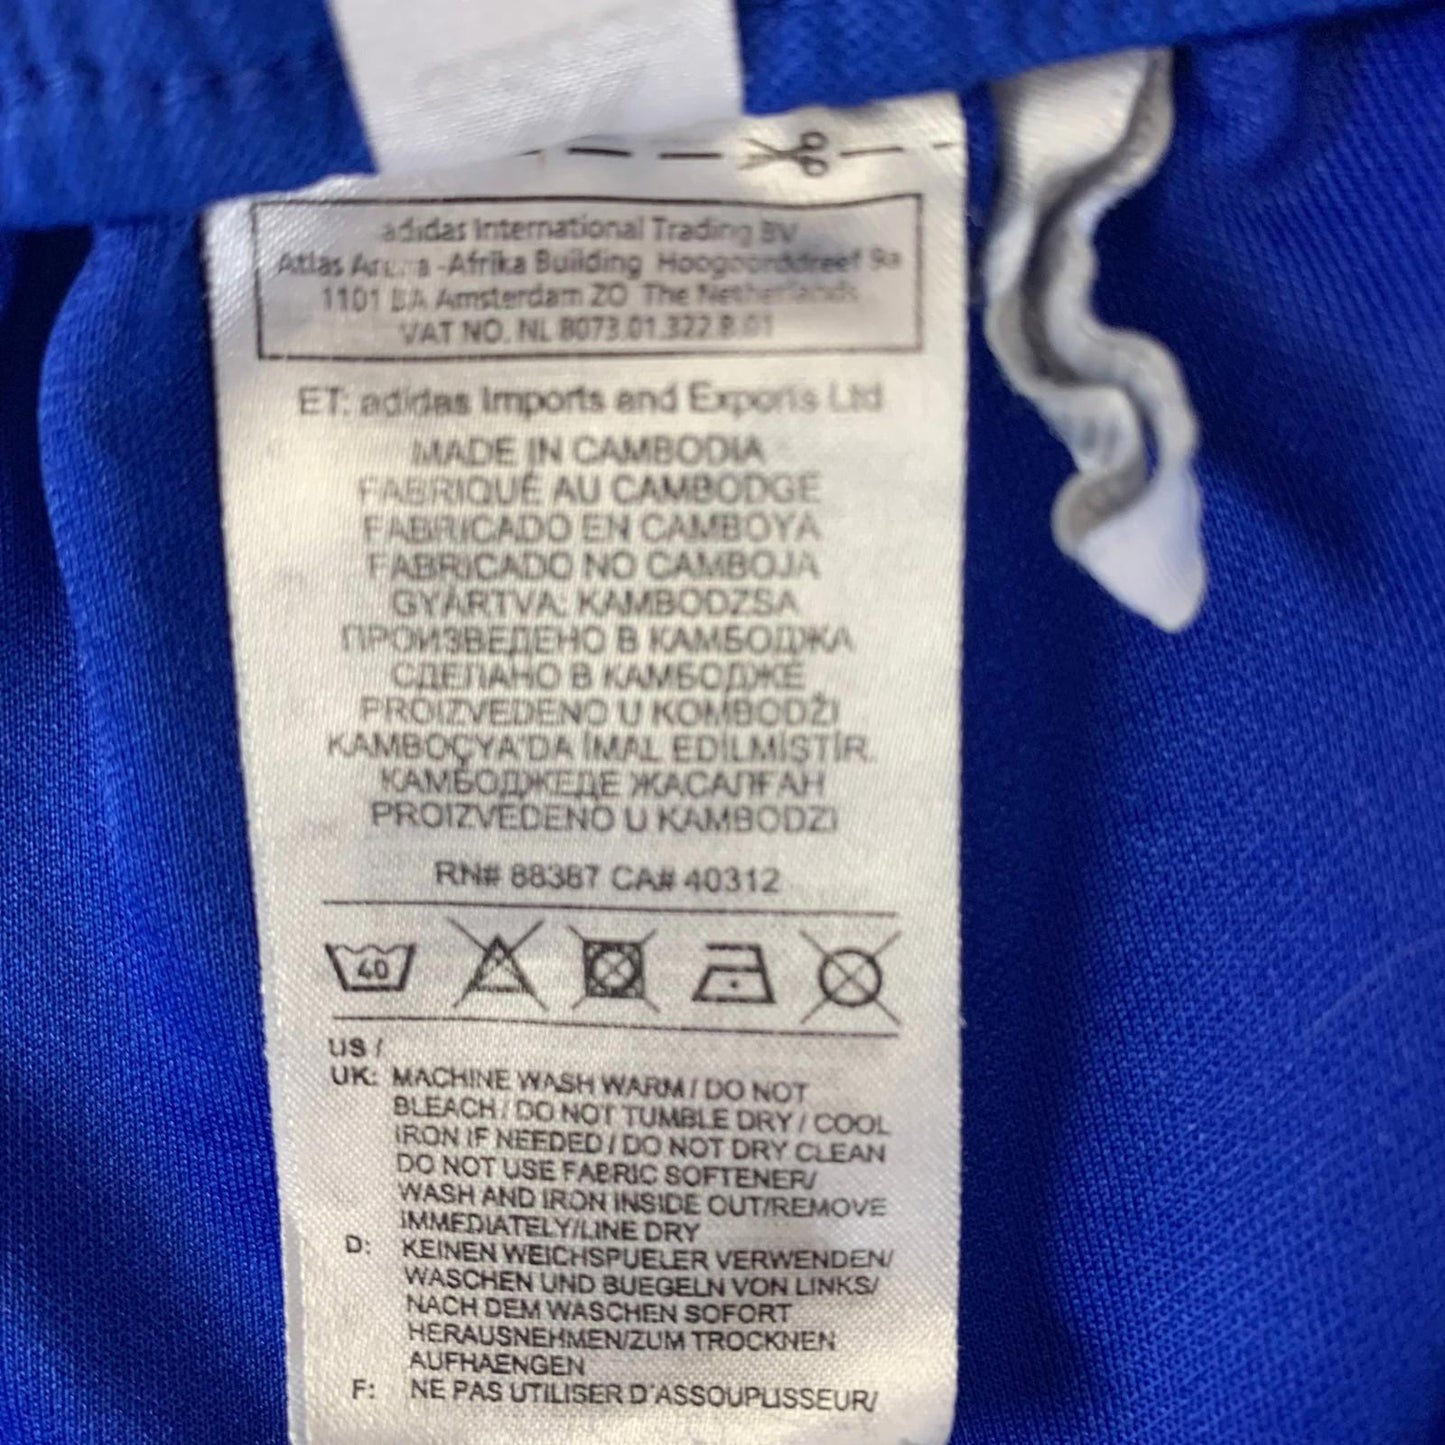 adidas International Trading BV
Atlas Arena -Afrika Building Hoogoorddreef 9a
1101 BA Amsterdam ZO The Netherlands
VAT NO. NL 8073.01.322.B.01
ET: adidas Imports and Exports Ltd
MADE IN CAMBODIA
FABRIQUÉ AU CAMBODGE
FABRICADO EN CAMBOYA
FABRICADO NO CAMBOJA
GYÁRTVA: KAMBODZSA
ПРОИЗВЕДЕНО В КАМБОДЖА
СДЕЛАНО В КАМБОДЖЕ
PROIZVEDENO U KOMBODŽI
KAMBOÇYA'DA İMAL EDİLMİŞTİR.
КАМБОДЖЕДЕ ЖАСАЛҒАН
PROIZVEDENO U KAMBODZI
RN# 88387 CA# 40312
40
US /
UK: MACHINE WASH WARM / DO NOT
BLEACH / DO NOT TUMBLE DRY / COOL
IRON IF NEEDED / DO NOT DRY CLEAN
DO NOT USE FABRIC SOFTENER/
WASH AND IRON INSIDE OUT/REMOVE
IMMEDIATELY/LINE DRY
D: KEINEN WEICHSPUELER VERWENDEN/
WASCHEN UND BUEGELN VON LINKS/
NACH DEM WASCHEN SOFORT
HERAUSNEHMEN/ZUM TROCKNEN
AUFHAENGEN
F: NE PAS UTILISER D'ASSOUPLISSEUR/